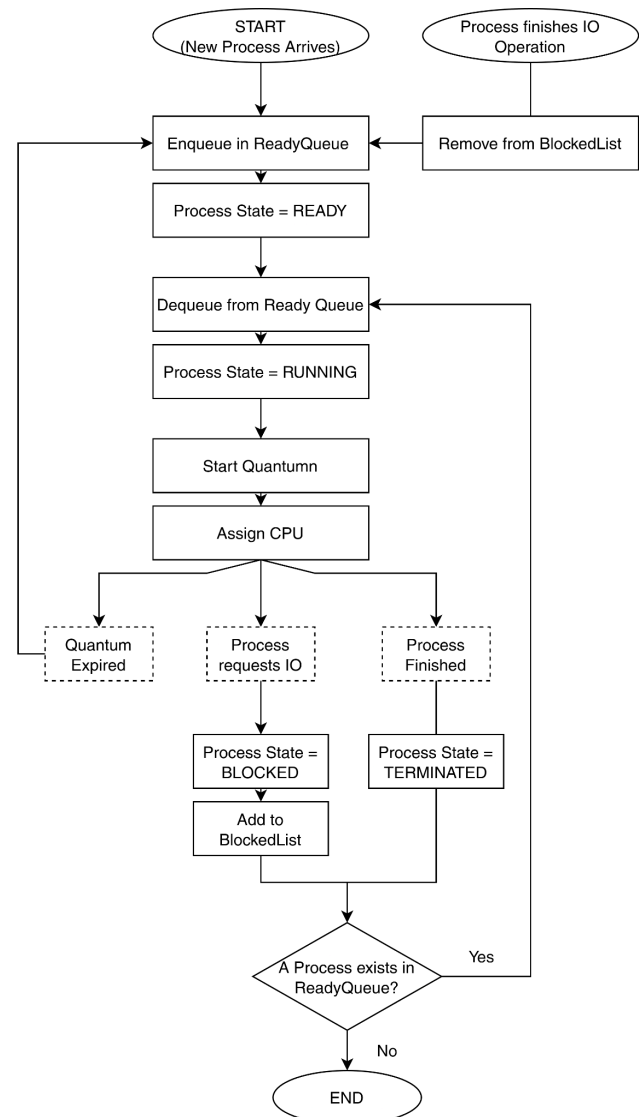 START
(New Process Arrives)
Process finishes IO
Operation
Enqueue in ReadyQueue
Remove from BlockedList
Process State = READY
Dequeue from Ready Queue
Process State = RUNNING
Start Quantumn
Assign CPU
Quantum
Expired
Process
requests IO
Process
Finished
Process State =
BLOCKED
Process State =
TERMINATED
Add to
BlockedList
A Process exists in
ReadyQueue?
Yes
No
END